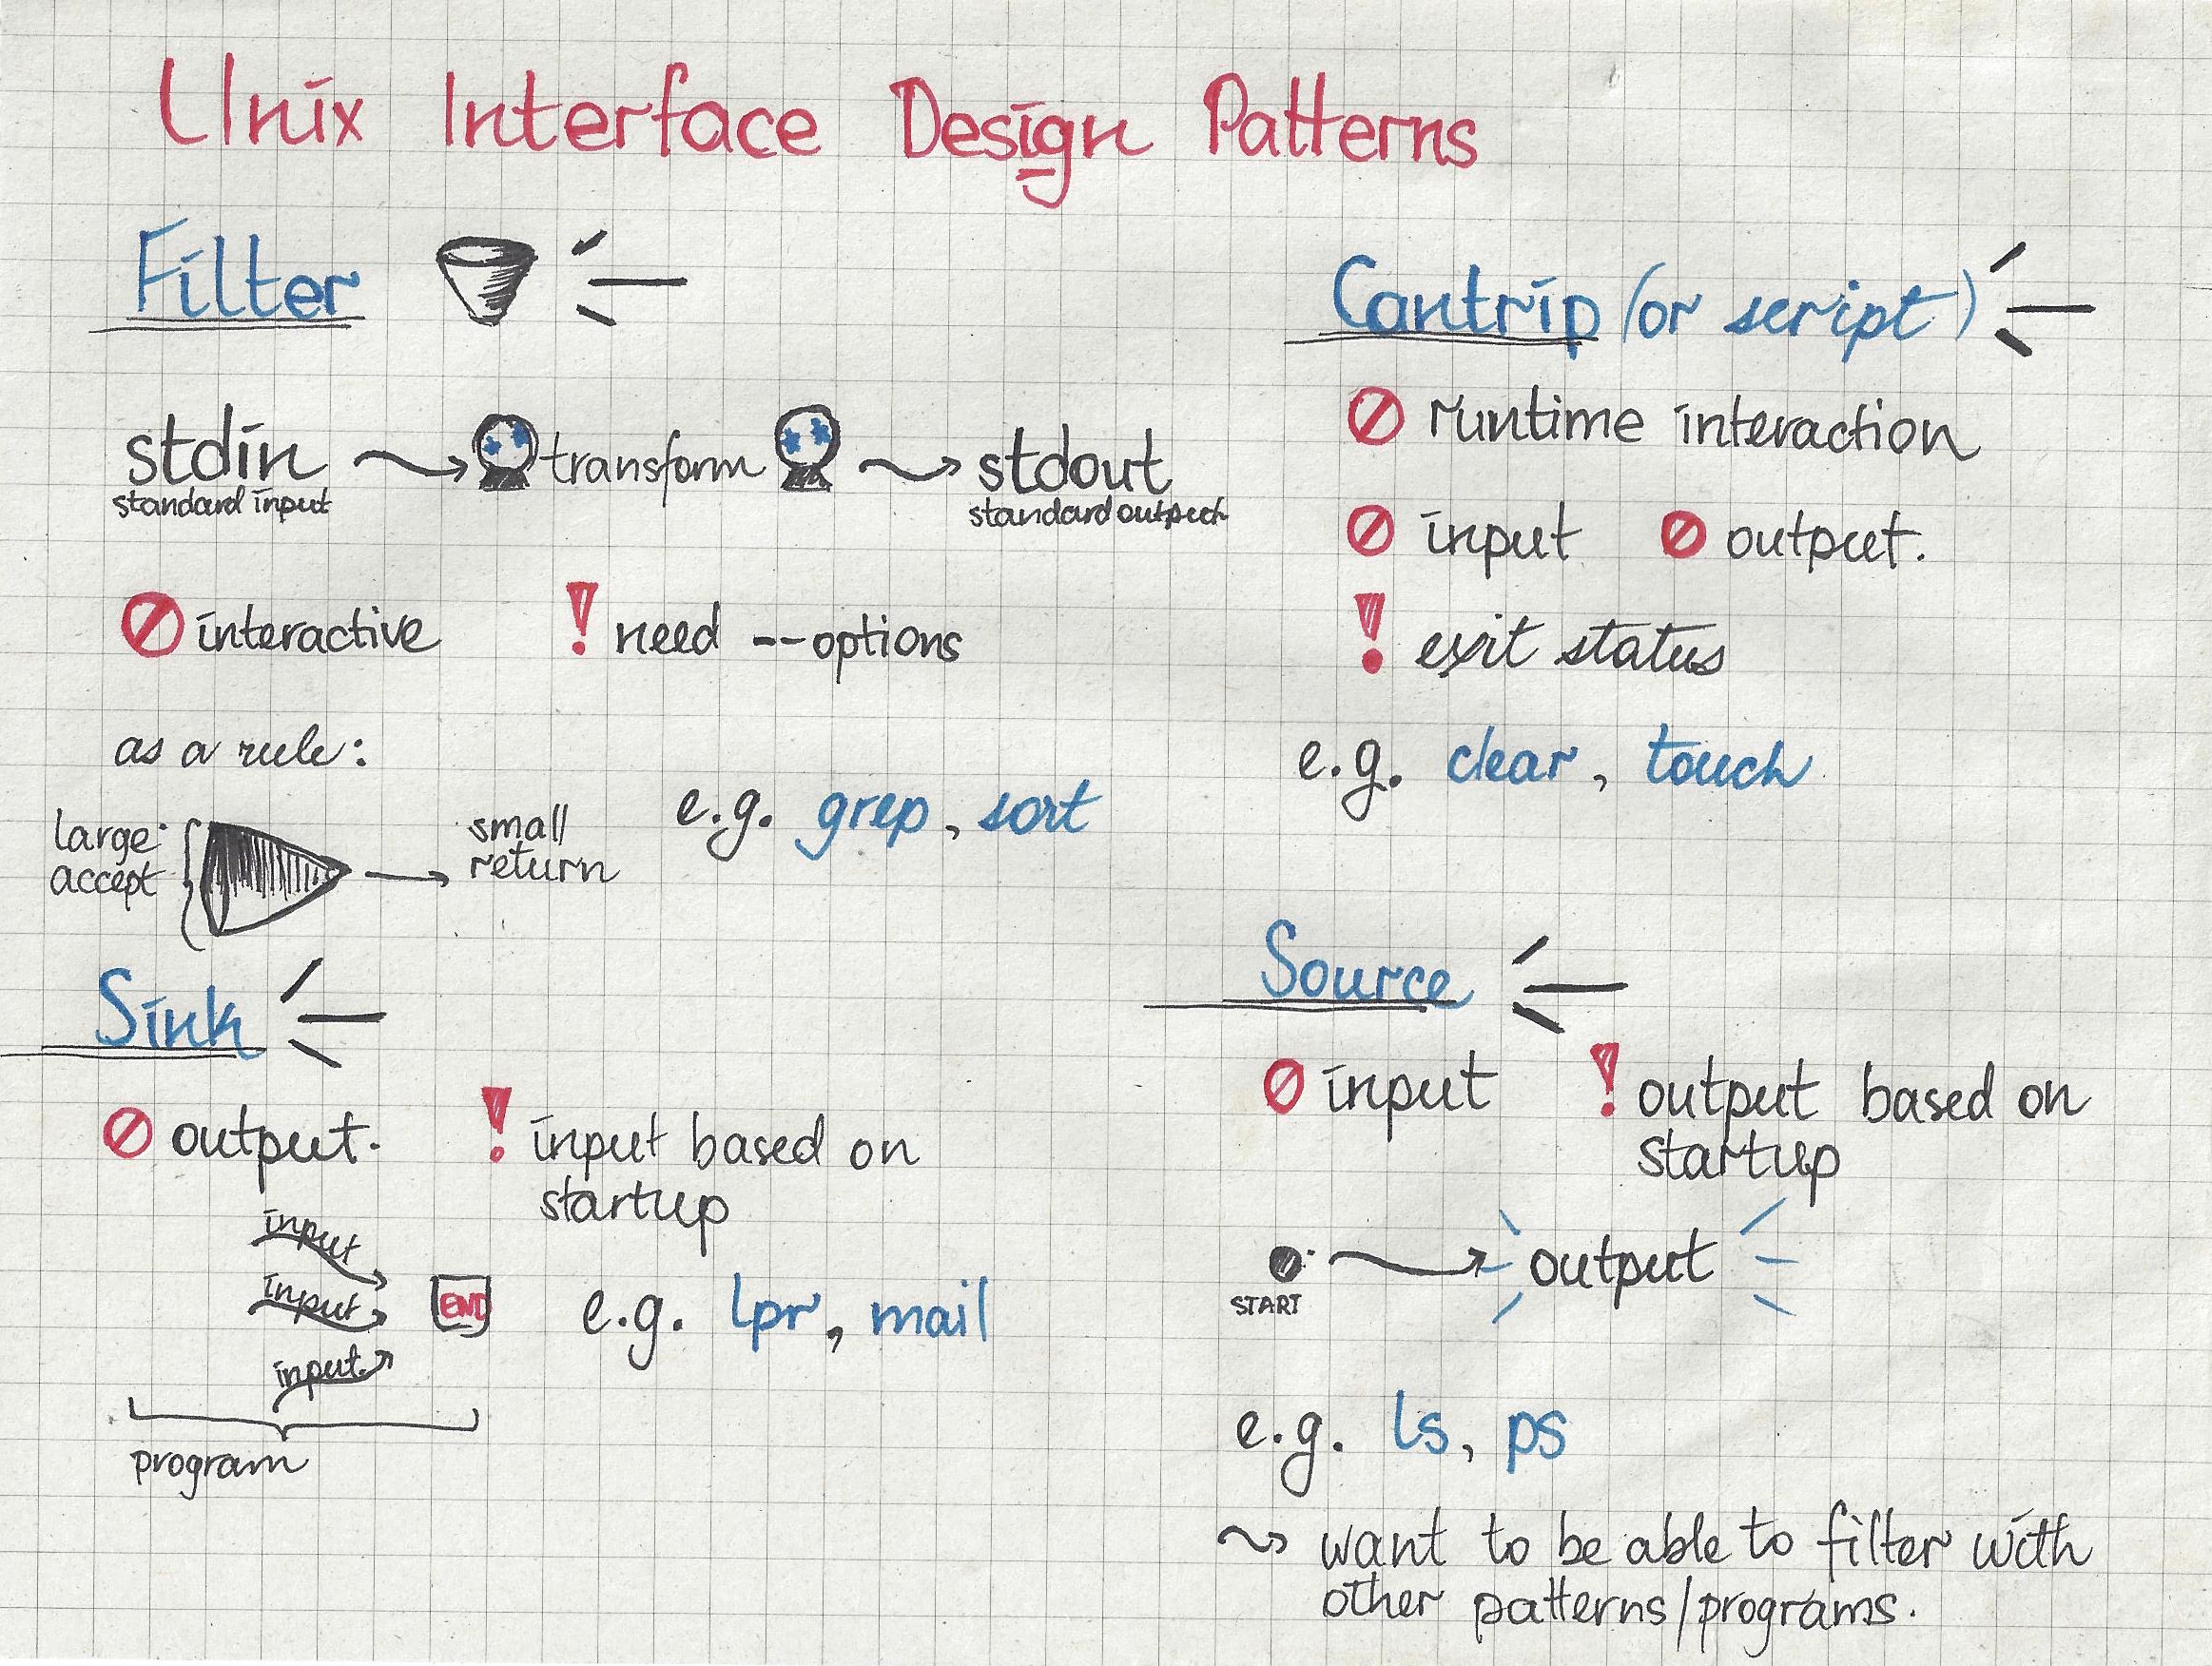 Unix Interface Design Patterns
Filter
stdin transform stdout
standard input standard output
interactive ! need --options
as a rule:
large accept
small return
e.g. grep, sort
Cantrip (or script)
runtime interaction
input output.
! exit status
e.g. clear, touch
Sink
output. ! input based on
startup
input
input
input
END
program
e.g. lpr, mail
Source
input ! output based on
startup
START
output
e.g. ls, ps
want to be able to filter with
other patterns/programs.